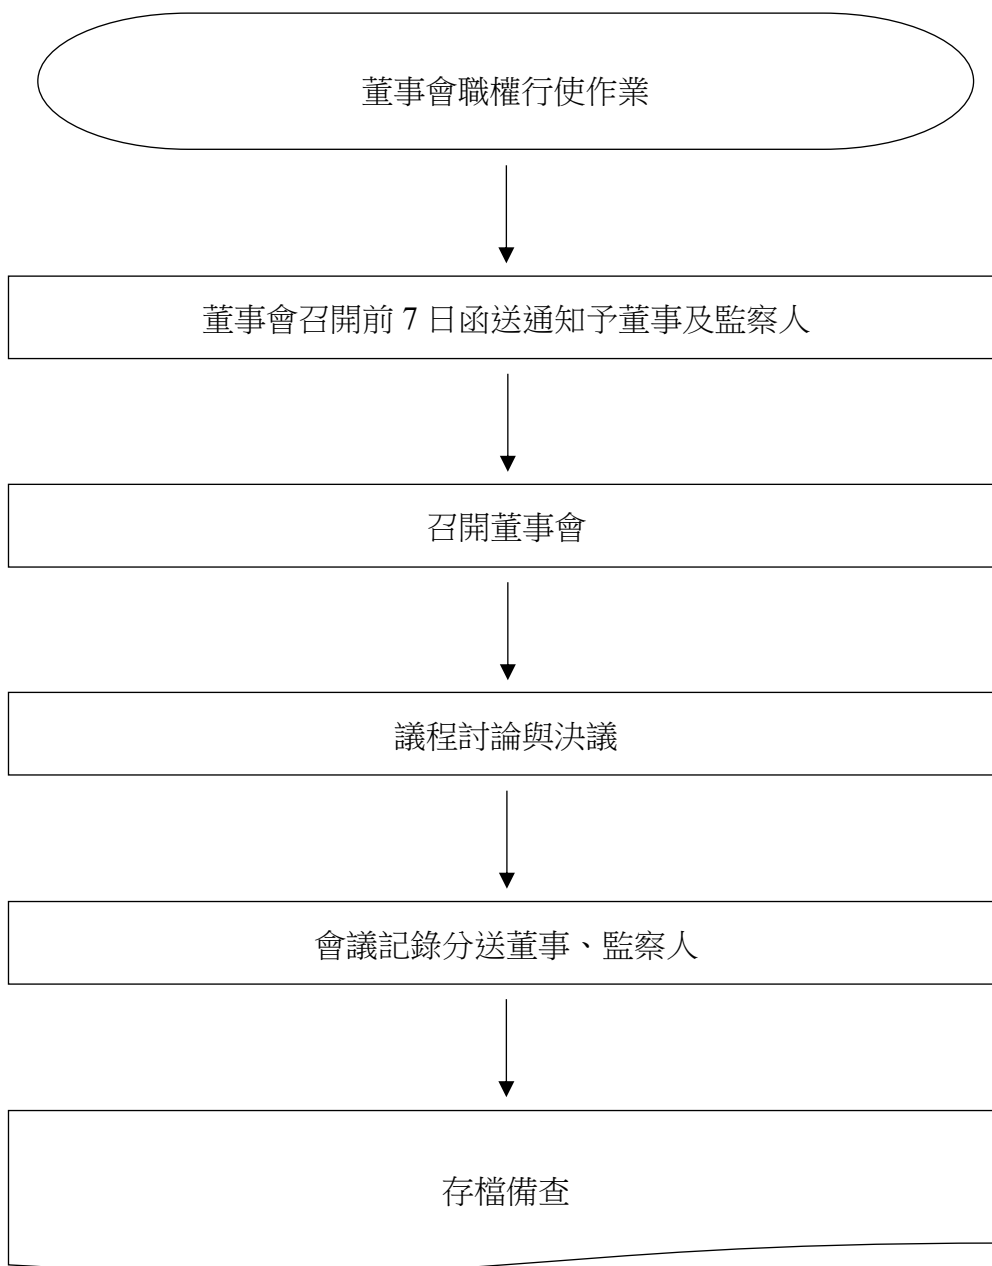 董事會職權行使作業
董事會召開前 7 日函送通知予董事及監察人
召開董事會
議程討論與決議
會議記錄分送董事、監察人
存檔備查